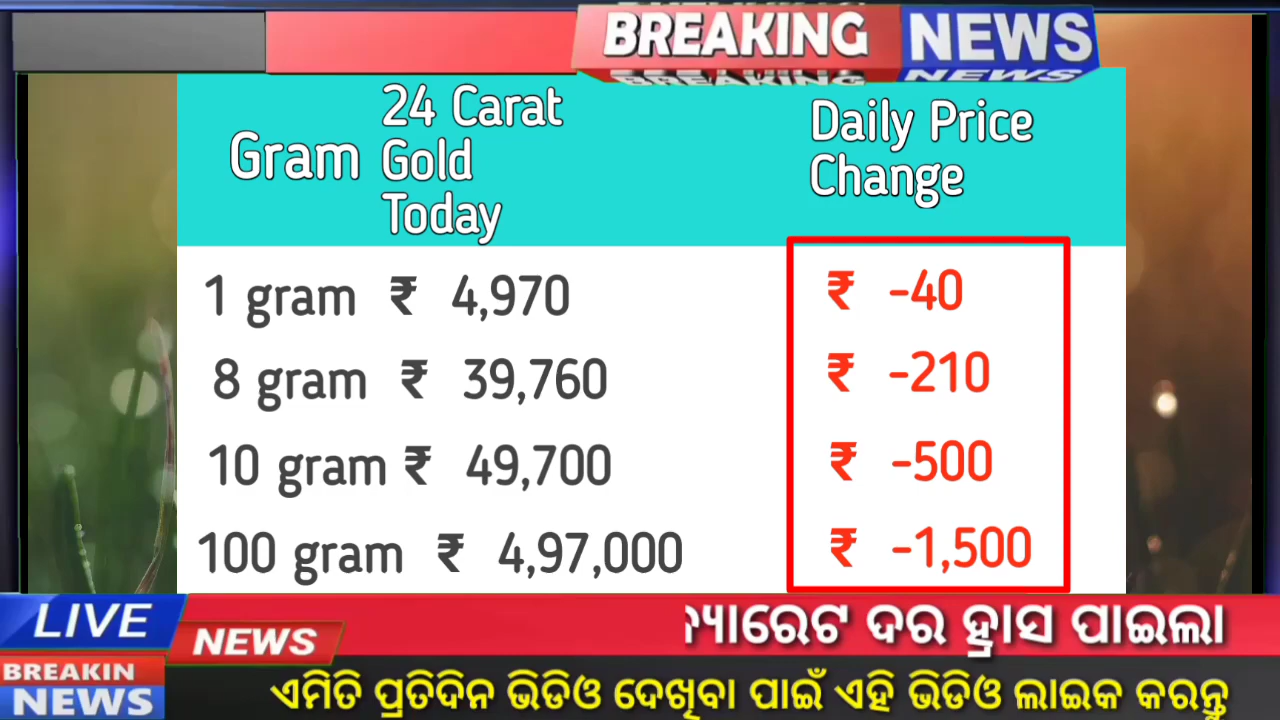 BREAKING NEWS
Gram 24 Carat Gold Today Daily Price Change
1 gram ₹ 4,970 ₹ -40
8 gram ₹ 39,760 ₹ -210
10 gram ₹ 49,700 ₹ -500
100 gram ₹ 4,97,000 ₹ -1,500
LIVE NEWS
ଦର ହ୍ରାସ ପାଇଲା
BREAKIN NEWS
ଏମିତି ପ୍ରତିଦିନ ଭିଡିଓ ଦେଖିବା ପାଇଁ ଏହି ଭିଡିଓ ଲାଇକ କରନ୍ତୁ